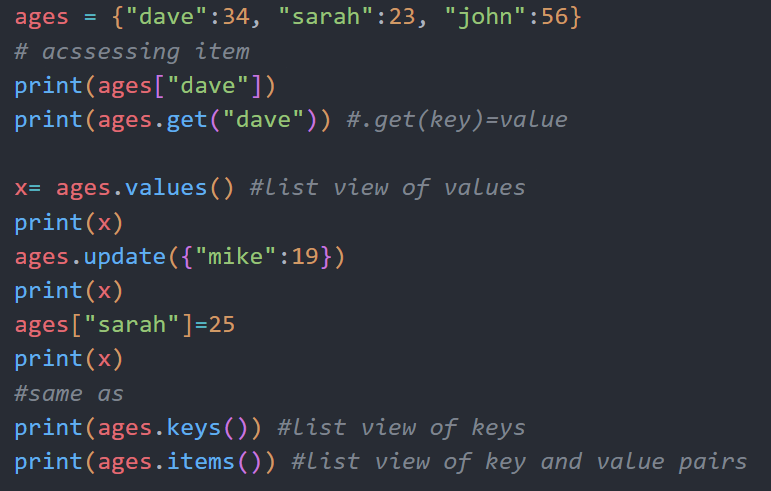 ages = {"dave":34, "sarah":23, "john":56}
# acssessing item
print(ages["dave"])
print(ages.get("dave")) #.get(key)=value
x= ages.values() #list view of values
print(x)
ages.update({"mike":19})
print(x)
ages["sarah"]=25
print(x)
#same as
print(ages.keys()) #list view of keys
print(ages.items()) #list view of key and value pairs